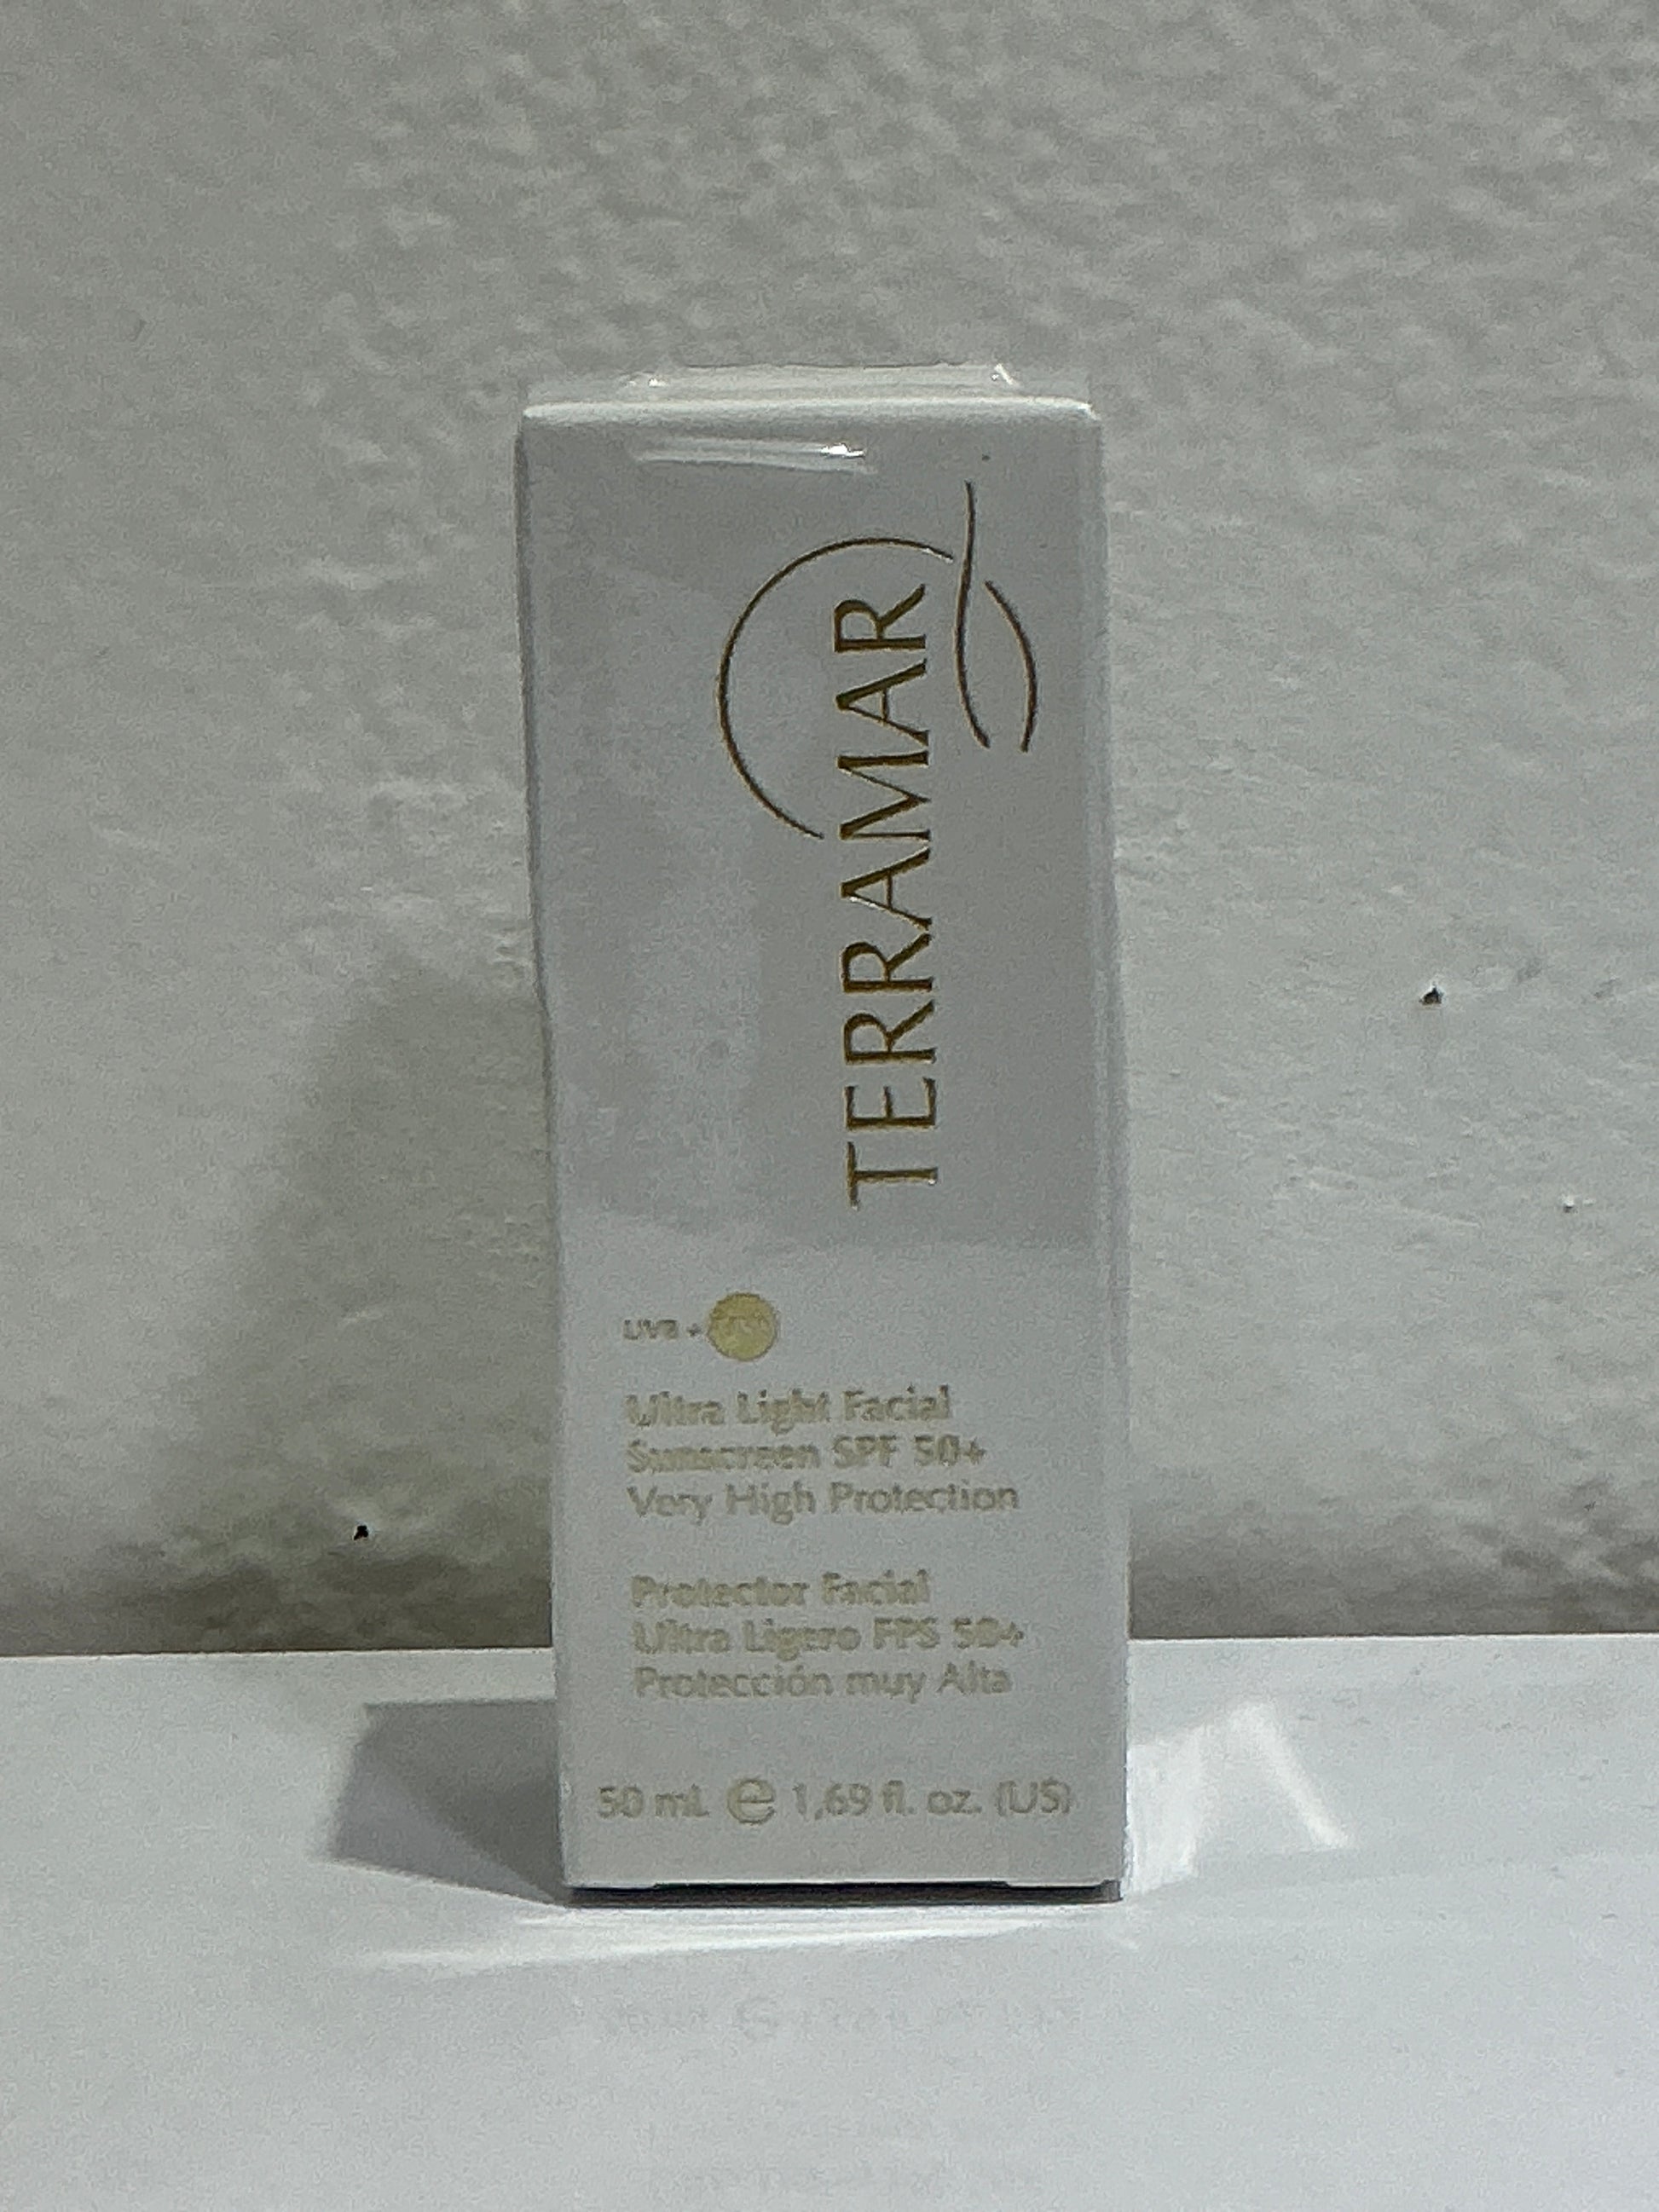 TERRAMAR
UVB +
Ultra Light Facial
Sunscreen SPF 50+
Very High Protection
Protector Facial
Ultra Ligero FPS 50+
Protección muy Alta
50 mL e 1,69 fl. oz. (US)